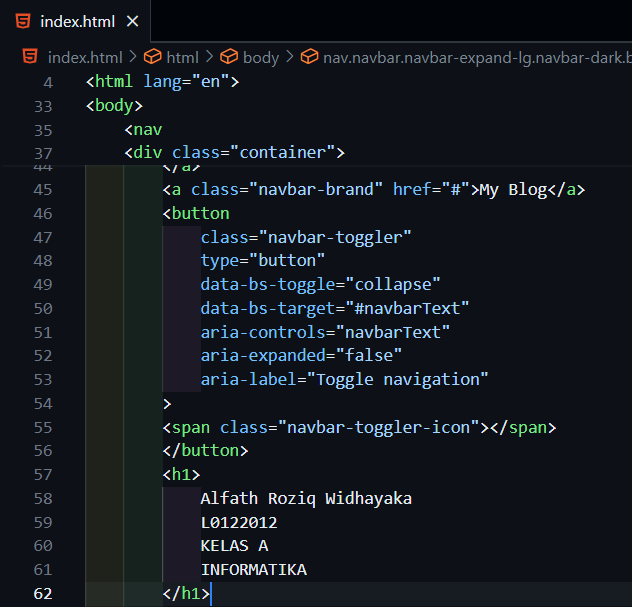 index.html
index.html > html > body > nav.navbar.navbar-expand-lg.navbar-dark.b
4 <html lang="en">
33 <body>
35 <nav
37 <div class="container">
44 </a>
45 <a class="navbar-brand" href="#">My Blog</a>
46 <button
47 class="navbar-toggler"
48 type="button"
49 data-bs-toggle="collapse"
50 data-bs-target="#navbarText"
51 aria-controls="navbarText"
52 aria-expanded="false"
53 aria-label="Toggle navigation"
54 >
55 <span class="navbar-toggler-icon"></span>
56 </button>
57 <h1>
58 Alfath Roziq Widhayaka
59 L0122012
60 KELAS A
61 INFORMATIKA
62 </h1>